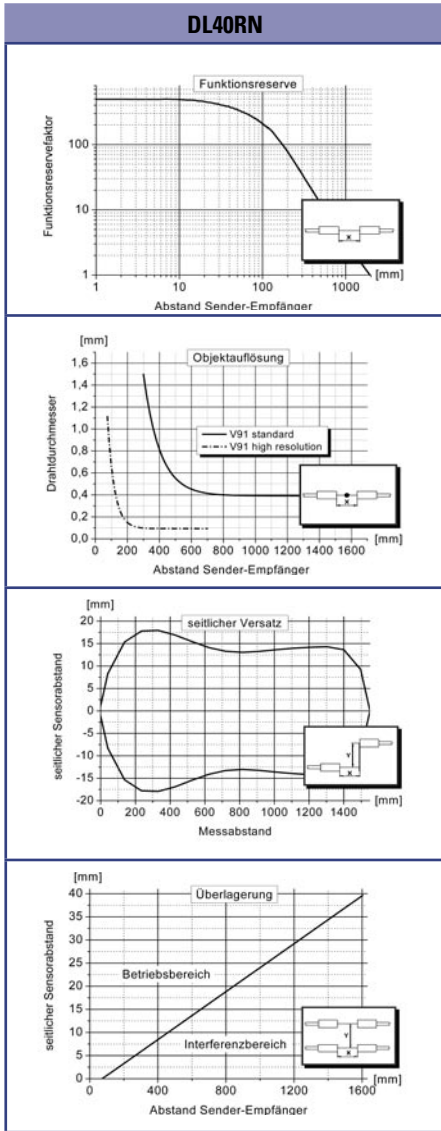 DL40RN
Funktionsreserve
Funktionsreservefaktor
100
10
1
1 10 100 1000
[mm]
X
Abstand Sender-Empfänger
[mm]
Objektauflösung
Drahtdurchmesser
1,6
1,4
1,2
1,0
0,8
0,6
0,4
0,2
0,0
V91 standard
V91 high resolution
X
0 200 400 600 800 1000 1200 1400 1600
[mm]
Abstand Sender-Empfänger
[mm]
seitlicher Versatz
seitlicher Sensorabstand
20
15
10
5
0
-5
-10
-15
-20
Y
X
0 200 400 600 800 1000 1200 1400
[mm]
Messabstand
[mm]
Überlagerung
seitlicher Sensorabstand
40
35
30
25
20
15
10
5
0
Betriebsbereich
Interferenzbereich
Y
X
0 400 800 1200 1600
[mm]
Abstand Sender-Empfänger